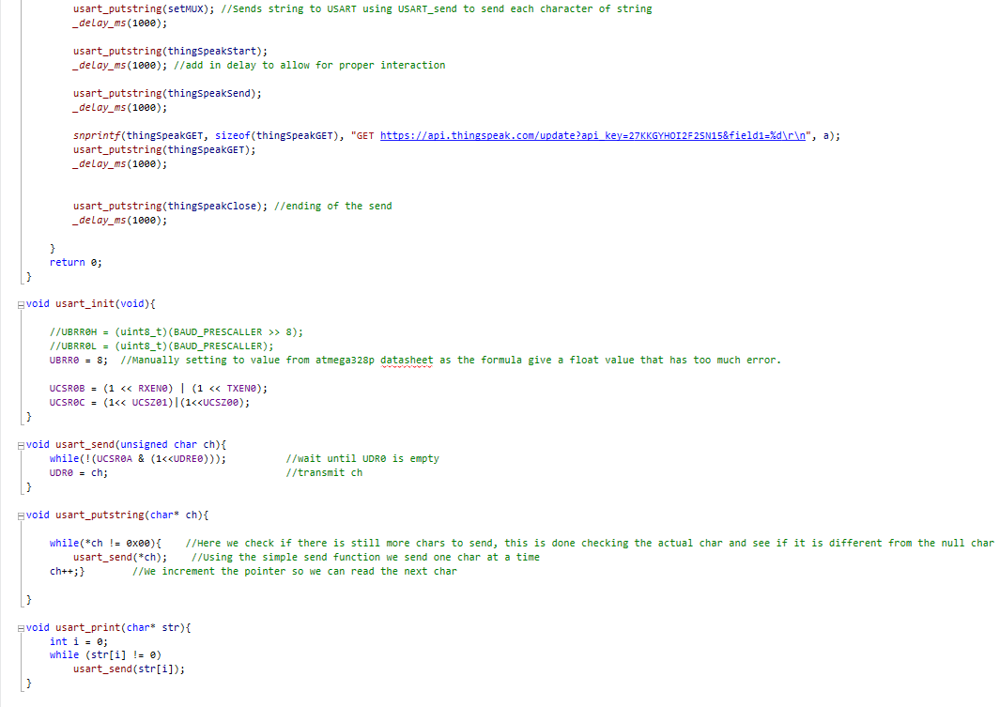 usart_putstring(setMUX); //Sends string to USART using USART_send to send each character of string
_delay_ms(1000);
usart_putstring(thingSpeakStart);
_delay_ms(1000); //add in delay to allow for proper interaction
usart_putstring(thingSpeakSend);
_delay_ms(1000);
snprintf(thingSpeakGET, sizeof(thingSpeakGET), "GET https://api.thingspeak.com/update?api_key=27KKGYHOI2F2SN15&field1=%d\r\n", a);
usart_putstring(thingSpeakGET);
_delay_ms(1000);
usart_putstring(thingSpeakClose); //ending of the send
_delay_ms(1000);
}
return 0;
}
void usart_init(void){
//UBRR0H = (uint8_t)(BAUD_PRESCALLER >> 8);
//UBRR0L = (uint8_t)(BAUD_PRESCALLER);
UBRR0 = 8; //Manually setting to value from atmega328p datasheet as the formula give a float value that has too much error.
UCSR0B = (1 << RXEN0) | (1 << TXEN0);
UCSR0C = (1<< UCSZ01)|(1<<UCSZ00);
}
void usart_send(unsigned char ch){
while(!(UCSR0A & (1<<UDRE0))); //wait until UDR0 is empty
UDR0 = ch; //transmit ch
}
void usart_putstring(char* ch){
while(*ch != 0x00){ //Here we check if there is still more chars to send, this is done checking the actual char and see if it is different from the null char
usart_send(*ch); //Using the simple send function we send one char at a time
ch++;} //We increment the pointer so we can read the next char
}
void usart_print(char* str){
int i = 0;
while (str[i] != 0)
usart_send(str[i]);
}